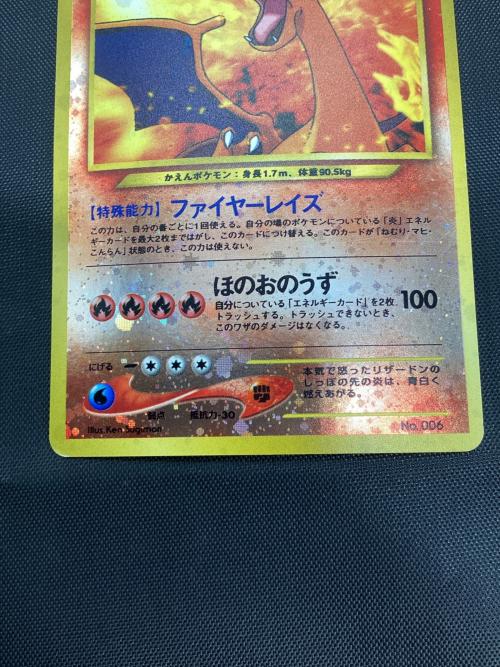 かえんポケモン：身長1.7m、体重90.5kg
【特殊能力】ファイヤーレイズ
この力は、自分の番ごとに1回使える。自分の場のポケモンについている「炎」エネル
ギーカードを最大2枚まではがし、このカードにつけ替える。このカードが「ねむり・マヒ・
こんらん」状態のとき、この力は使えない。
ほのおのうず
自分についている「エネルギーカード」を2枚、
トラッシュする。トラッシュできないとき、
このワザのダメージはなくなる。
100
にげる
本気で怒ったリザードンの
しっぽの先の炎は、青白く
燃えあがる。
弱点 抵抗力-30
Illus. Ken Sugimori
No. 006